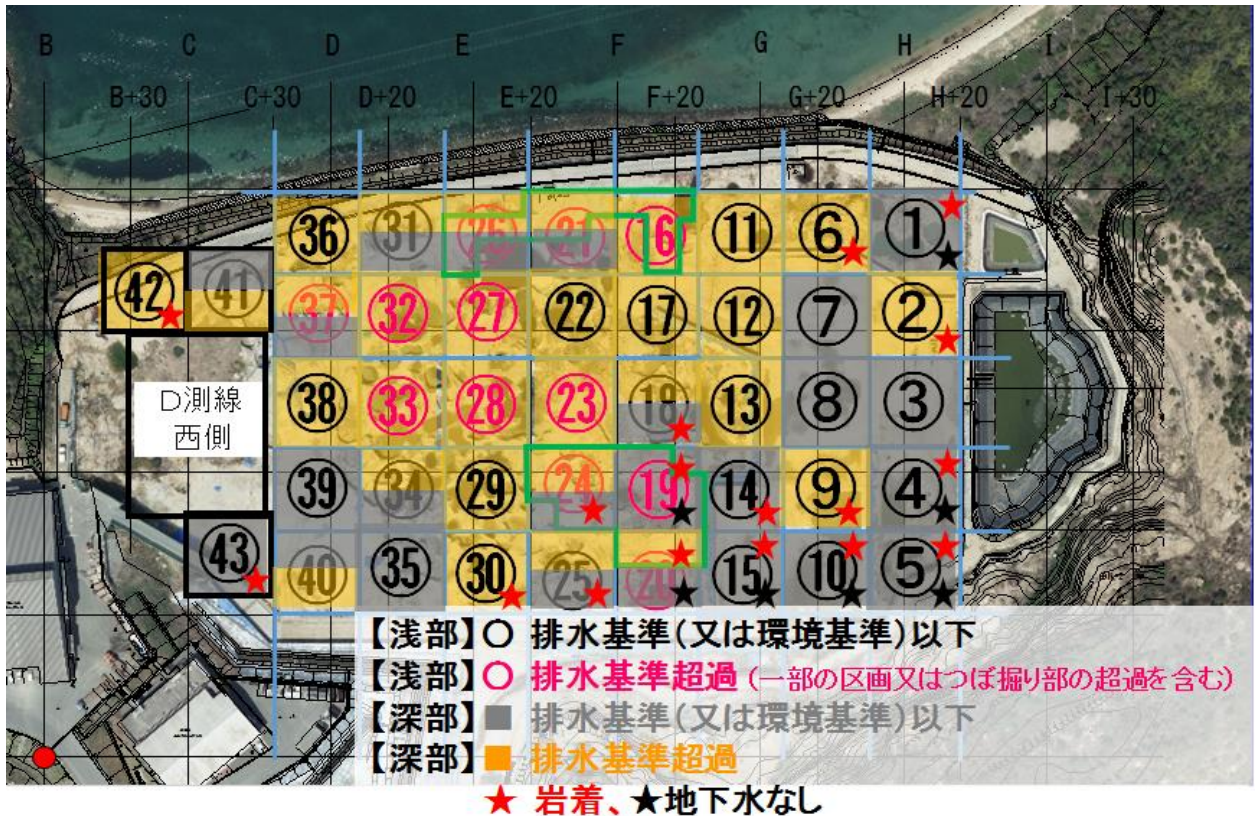 B C D E F G H I
B+30 C+30 D+20 E+20 F+20 G+20 H+20 I+30
36 31 26 21 16 11 6 1
42 41 37 32 27 22 17 12 7 2
D測線
西側
38 33 28 23 18 13 8 3
39 34 29 24 19 14 9 4
43 40 35 30 25 20 15 10 5
【浅部】○ 排水基準(又は環境基準)以下
【浅部】○ 排水基準超過(一部の区画又はつぼ掘り部の超過を含む)
【深部】■ 排水基準(又は環境基準)以下
【深部】■ 排水基準超過
★ 岩着、★地下水なし